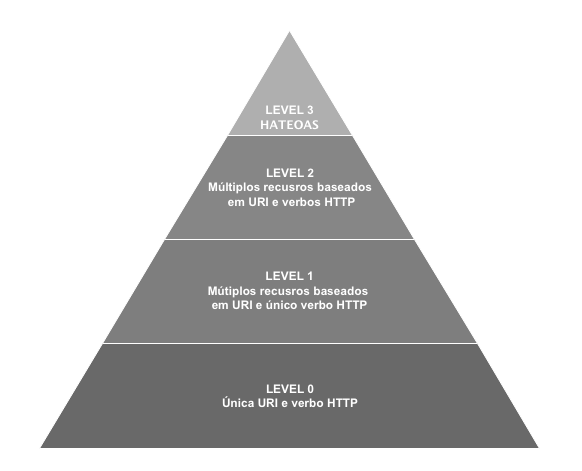 LEVEL 3
HATEOAS
LEVEL 2
Múltiplos recusros baseados
em URI e verbos HTTP
LEVEL 1
Mútiplos recusros baseados
em URI e único verbo HTTP
LEVEL 0
Única URI e verbo HTTP